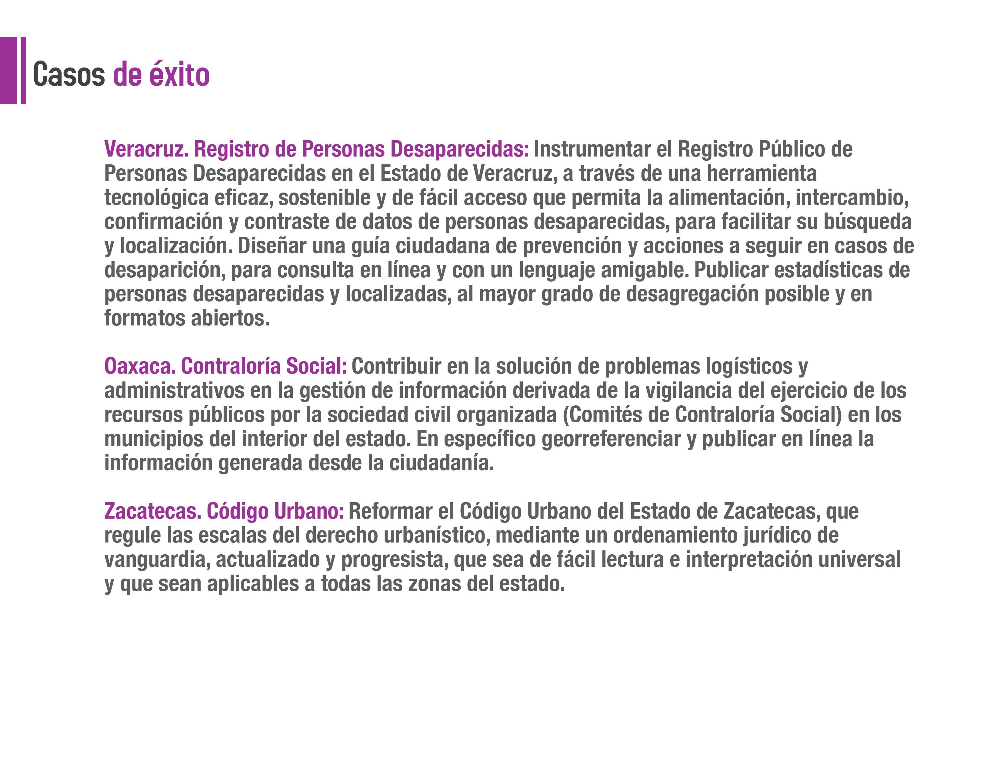 Casos de éxito
Veracruz. Registro de Personas Desaparecidas: Instrumentar el Registro Público de
Personas Desaparecidas en el Estado de Veracruz, a través de una herramienta
tecnológica eficaz, sostenible y de fácil acceso que permita la alimentación, intercambio,
confirmación y contraste de datos de personas desaparecidas, para facilitar su búsqueda
y localización. Diseñar una guía ciudadana de prevención y acciones a seguir en casos de
desaparición, para consulta en línea y con un lenguaje amigable. Publicar estadísticas de
personas desaparecidas y localizadas, al mayor grado de desagregación posible y en
formatos abiertos.
Oaxaca. Contraloría Social: Contribuir en la solución de problemas logísticos y
administrativos en la gestión de información derivada de la vigilancia del ejercicio de los
recursos públicos por la sociedad civil organizada (Comités de Contraloría Social) en los
municipios del interior del estado. En específico georreferenciar y publicar en línea la
información generada desde la ciudadanía.
Zacatecas. Código Urbano: Reformar el Código Urbano del Estado de Zacatecas, que
regule las escalas del derecho urbanístico, mediante un ordenamiento jurídico de
vanguardia, actualizado y progresista, que sea de fácil lectura e interpretación universal
y que sean aplicables a todas las zonas del estado.